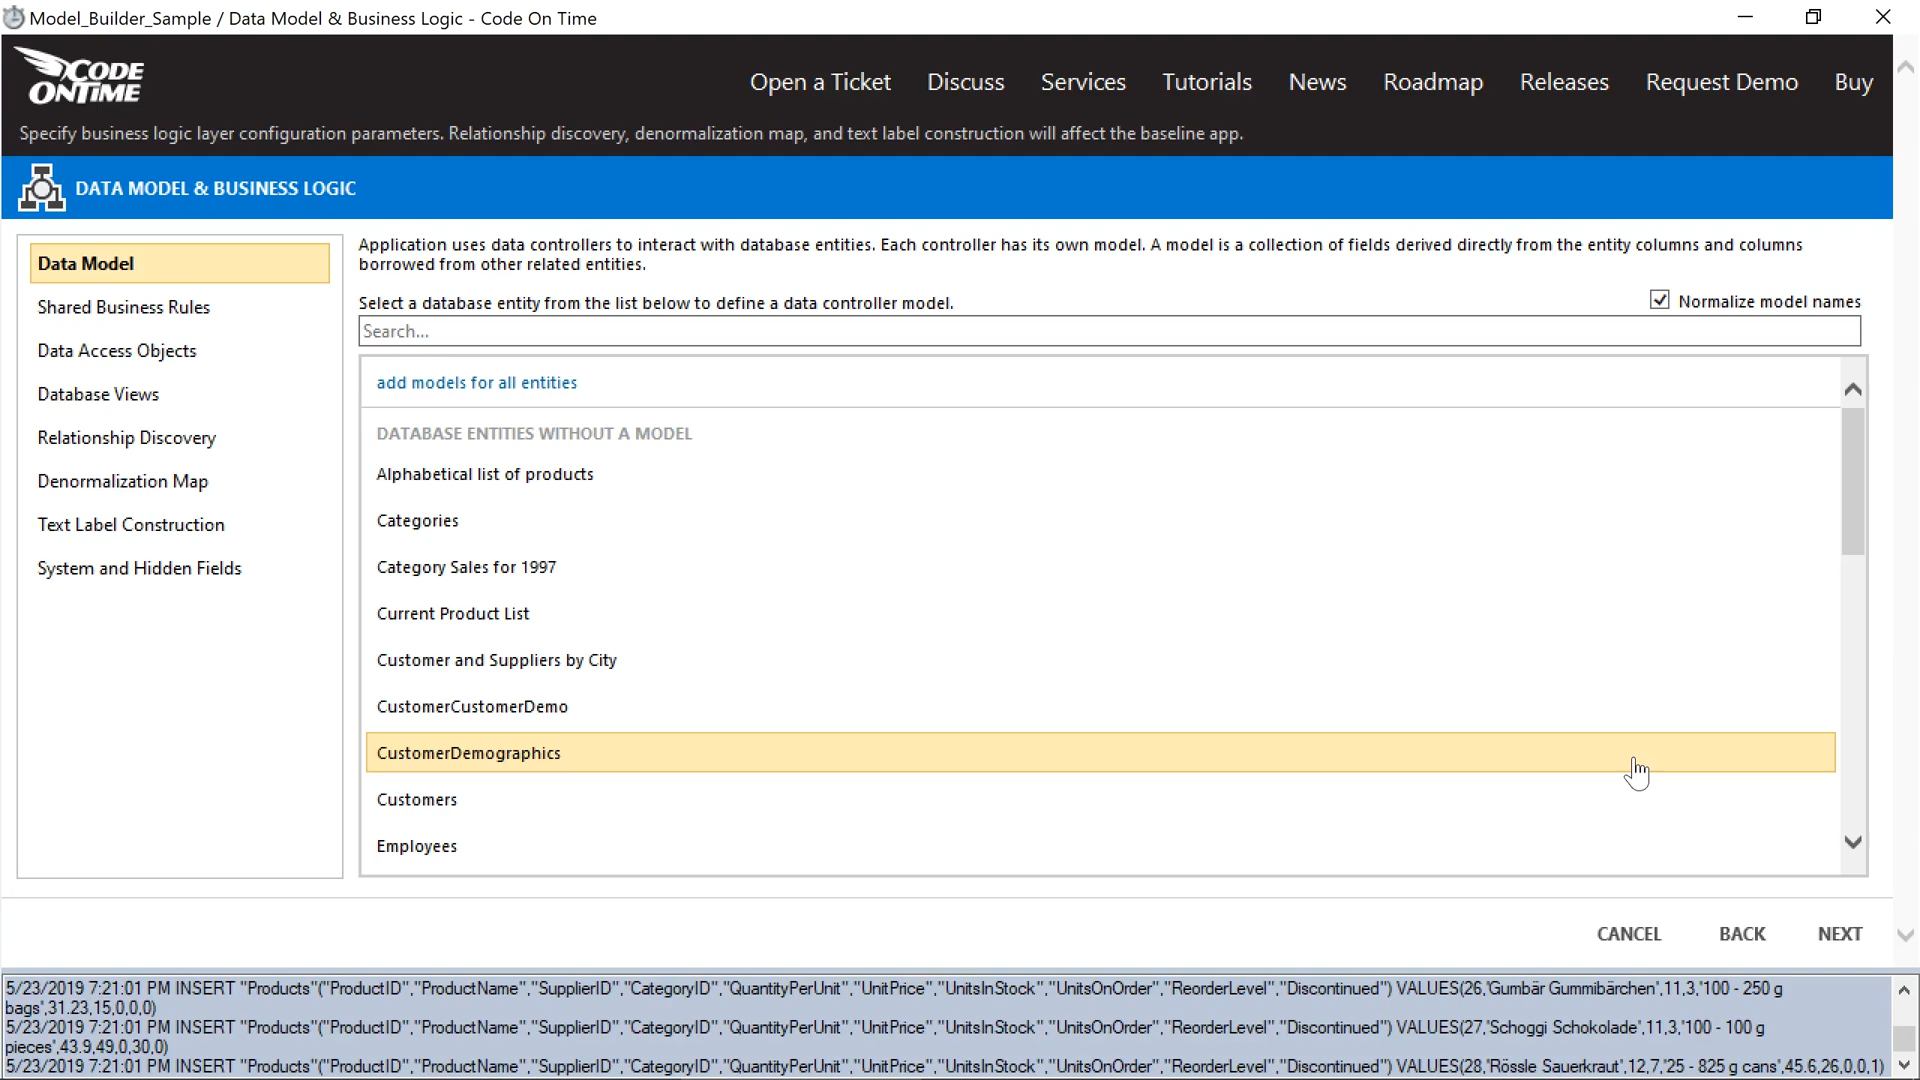 Model_Builder_Sample / Data Model & Business Logic - Code On Time
CODE
ONTIME
Open a Ticket Discuss Services Tutorials News Roadmap Releases Request Demo Buy
Specify business logic layer configuration parameters. Relationship discovery, denormalization map, and text label construction will affect the baseline app.
DATA MODEL & BUSINESS LOGIC
Data Model
Shared Business Rules
Data Access Objects
Database Views
Relationship Discovery
Denormalization Map
Text Label Construction
System and Hidden Fields
Application uses data controllers to interact with database entities. Each controller has its own model. A model is a collection of fields derived directly from the entity columns and columns
borrowed from other related entities.
Select a database entity from the list below to define a data controller model.
Normalize model names
Search...
add models for all entities
DATABASE ENTITIES WITHOUT A MODEL
Alphabetical list of products
Categories
Category Sales for 1997
Current Product List
Customer and Suppliers by City
CustomerCustomerDemo
CustomerDemographics
Customers
Employees
CANCEL BACK NEXT
5/23/2019 7:21:01 PM INSERT "Products"("ProductID","ProductName","SupplierID","CategoryID","QuantityPerUnit","UnitPrice","UnitsInStock","UnitsOnOrder","ReorderLevel","Discontinued") VALUES(26,'Gumbär Gummibärchen',11,3,'100 - 250 g
bags',31.23,15,0,0,0)
5/23/2019 7:21:01 PM INSERT "Products"("ProductID","ProductName","SupplierID","CategoryID","QuantityPerUnit","UnitPrice","UnitsInStock","UnitsOnOrder","ReorderLevel","Discontinued") VALUES(27,'Schoggi Schokolade',11,3,'100 - 100 g
pieces',43.9,49,0,30,0)
5/23/2019 7:21:01 PM INSERT "Products"("ProductID","ProductName","SupplierID","CategoryID","QuantityPerUnit","UnitPrice","UnitsInStock","UnitsOnOrder","ReorderLevel","Discontinued") VALUES(28,'Rössle Sauerkraut',12,7,'25 - 825 g cans',45.6,26,0,0,1)